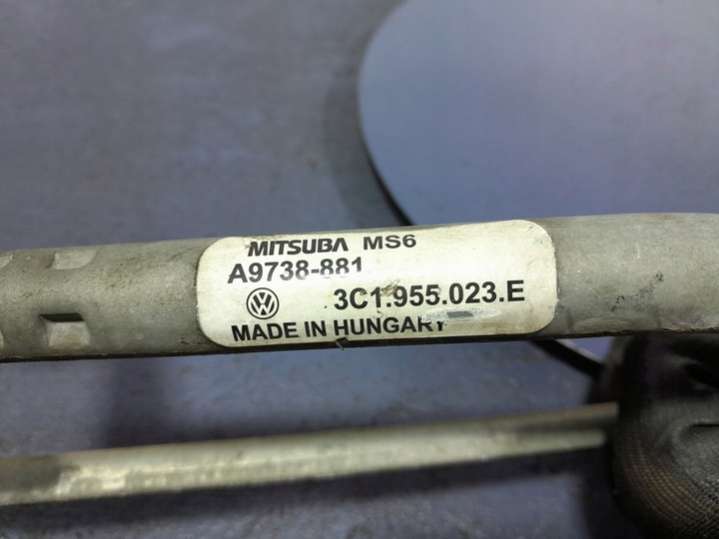 MITSUBA MS6
A9738-881
3C1.955.023.E
MADE IN HUNGARY